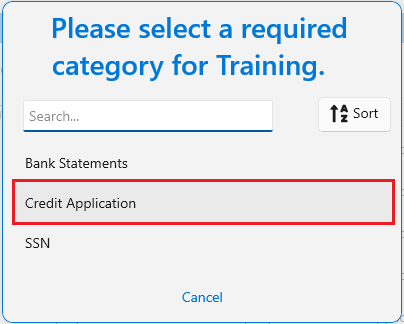 Please select a required
category for Training.
Search...
Sort
Bank Statements
Credit Application
SSN
Cancel